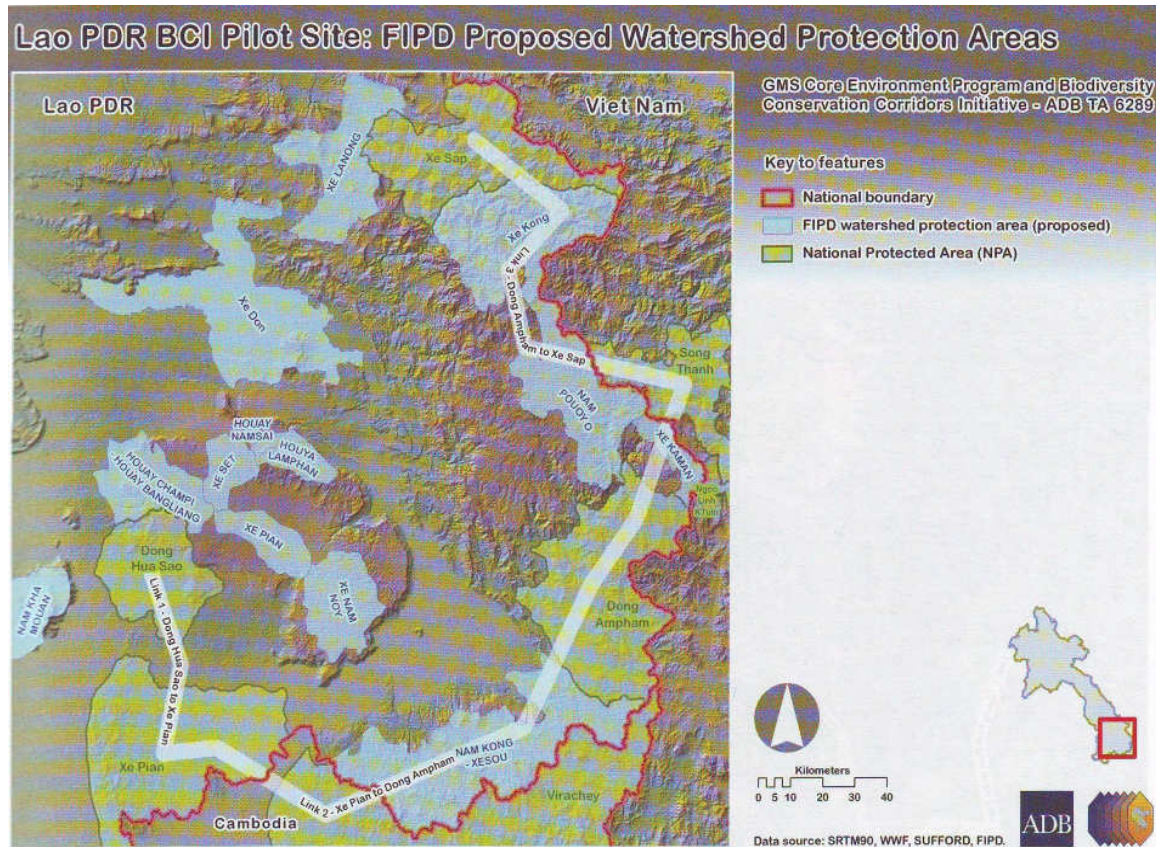 Lao PDR BCI Pilot Site: FIPD Proposed Watershed Protection Areas
GMS Core Environment Program and Biodiversity
Conservation Corridors Initiative - ADB TA 6289
Key to features
National boundary
FIPD watershed protection area (proposed)
National Protected Area (NPA)
Lao PDR
Viet Nam
XE LANONG
Xe Sap
Xe Kong
Link 3 - Dong Ampham to Xe Sap
Xe Don
Song
Thanh
NAM
POUOYO
XE KAMAN
HOUAY
NAMSAI
HOUYA
LAMPHAN
XE SET
HOUAY CHAMPI
HOUAY BANGLIANG
Ngoc
Linh
XE PIAN
Dong
Hua Sao
XE NAM
NOY
NAM KHA
MOUAN
Dong
Ampham
Link 1 - Dong Hua Sao to Xe Pian
Xe Pian
NAM KONG
- XESOU
Link 2 - Xe Pian to Dong Ampham
Virachey
Cambodia
Kilometers
0 5 10 20 30 40
ADB
Data source: SRTM90, WWF, SUFFORD, FIPD.